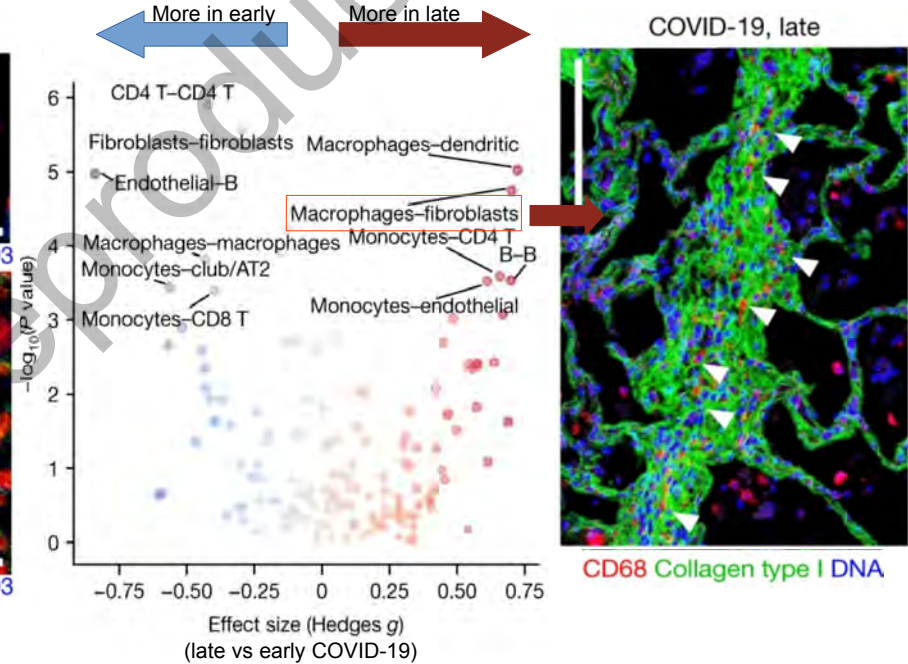 More in early
More in late
COVID-19, late
CD4 T–CD4 T
Fibroblasts–fibroblasts
Macrophages–dendritic
Endothelial–B
Macrophages–fibroblasts
Macrophages–macrophages
Monocytes–CD4 T
B–B
Monocytes–club/AT2
Monocytes–endothelial
Monocytes–CD8 T
6
5
4
3
2
1
0
−log10(P value)
−0.75 −0.50 −0.25 0 0.25 0.50 0.75
Effect size (Hedges g)
(late vs early COVID-19)
CD68 Collagen type I DNA
03
03
eproduc